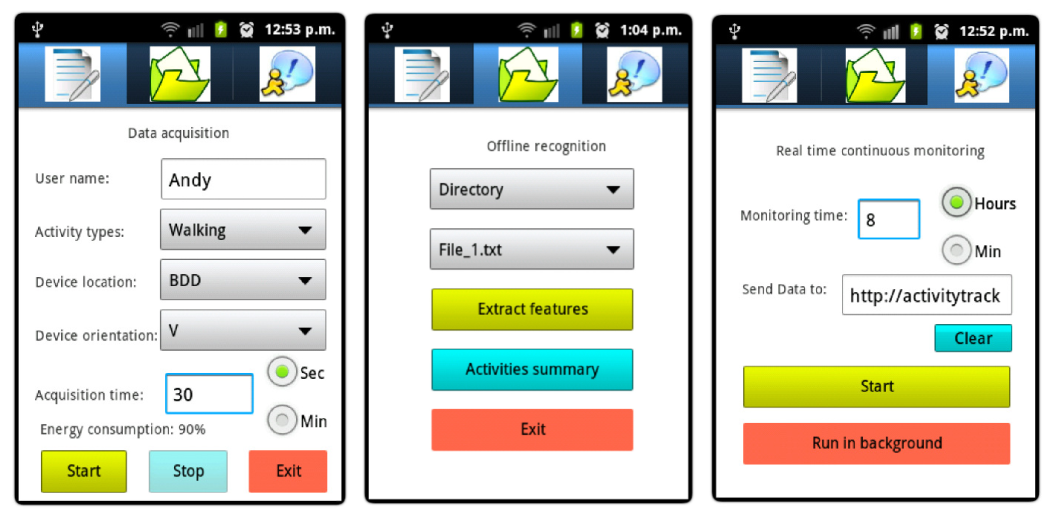 12:53 p.m.
Data acquisition
User name: Andy
Activity types: Walking
Device location: BDD
Device orientation: V
Sec
Acquisition time: 30
Min
Energy consumption: 90%
Start Stop Exit
1:04 p.m.
Offline recognition
Directory
File_1.txt
Extract features
Activities summary
Exit
12:52 p.m.
Real time continuous monitoring
Hours
Monitoring time: 8
Min
Send Data to: http://activitytrack
Clear
Start
Run in background